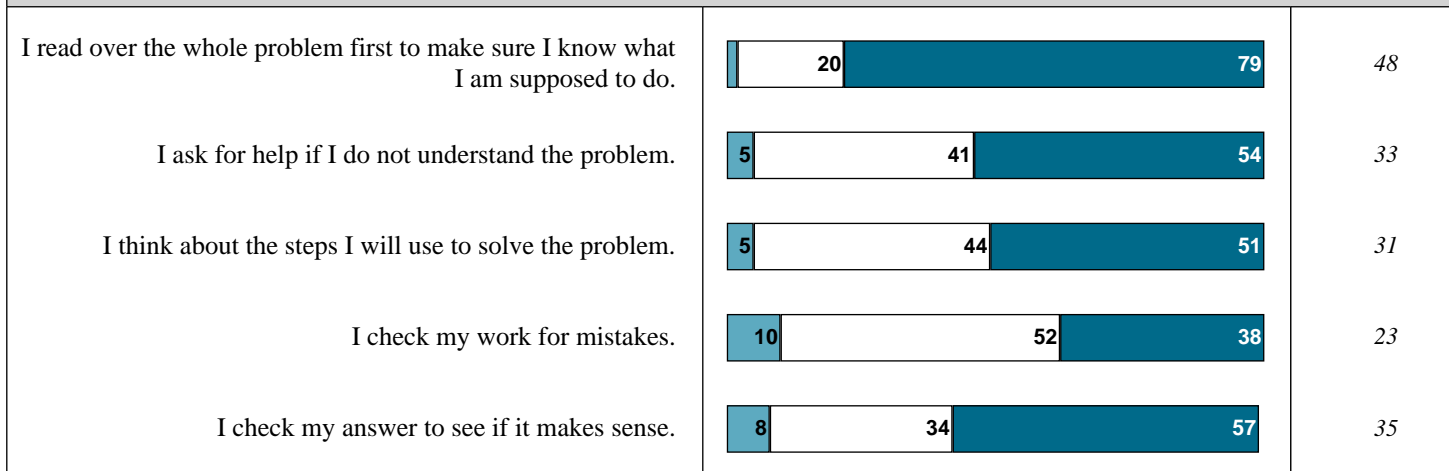 I read over the whole problem first to make sure I know what
I am supposed to do.
20 79 48
I ask for help if I do not understand the problem.
5 41 54 33
I think about the steps I will use to solve the problem.
5 44 51 31
I check my work for mistakes.
10 52 38 23
I check my answer to see if it makes sense.
8 34 57 35